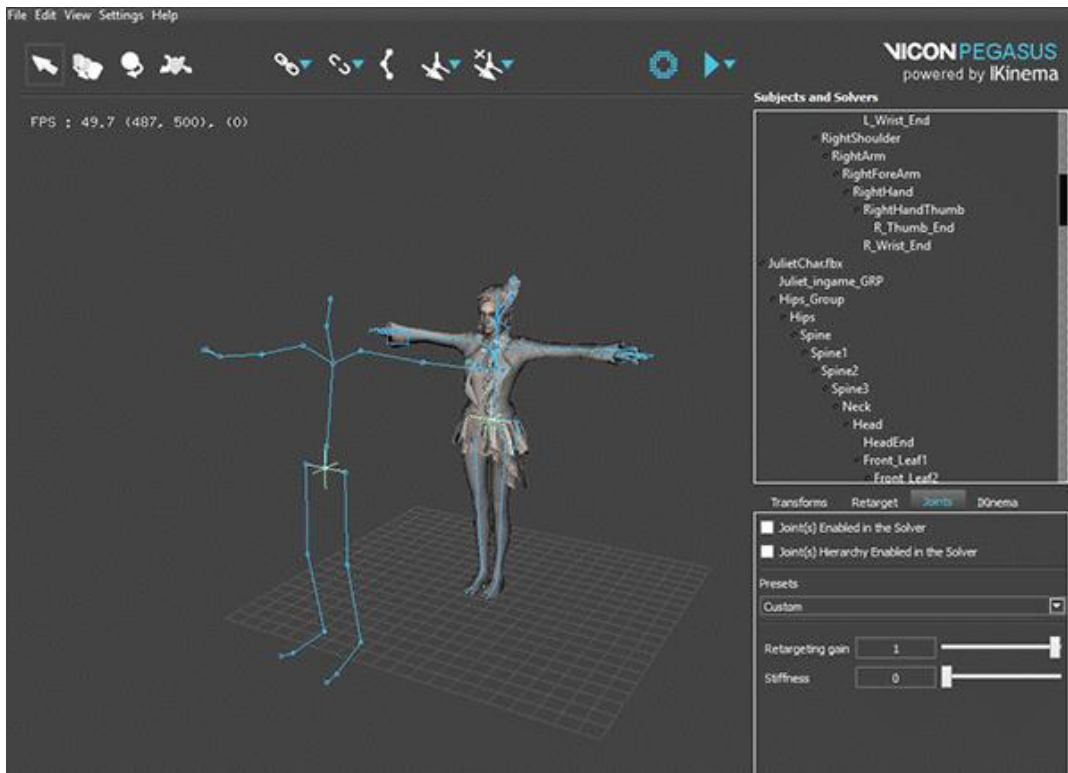 File Edit View Settings Help
VICON PEGASUS
powered by IKinema
Subjects and Solvers
FPS : 49.7 (487, 500), (0)
L_Wrist_End
RightShoulder
RightArm
RightForeArm
RightHand
RightHandThumb
R_Thumb_End
R_Wrist_End
JulietChar.fbx
Juliet_ingame_GRP
Hips_Group
Hips
Spine
Spine1
Spine2
Spine3
Neck
Head
HeadEnd
Front_Leaf1
Front_Leaf2
Transforms Retarget Joints IKinema
Joint(s) Enabled in the Solver
Joint(s) Hierarchy Enabled in the Solver
Presets
Custom
Retargeting gain 1
Stiffness 0